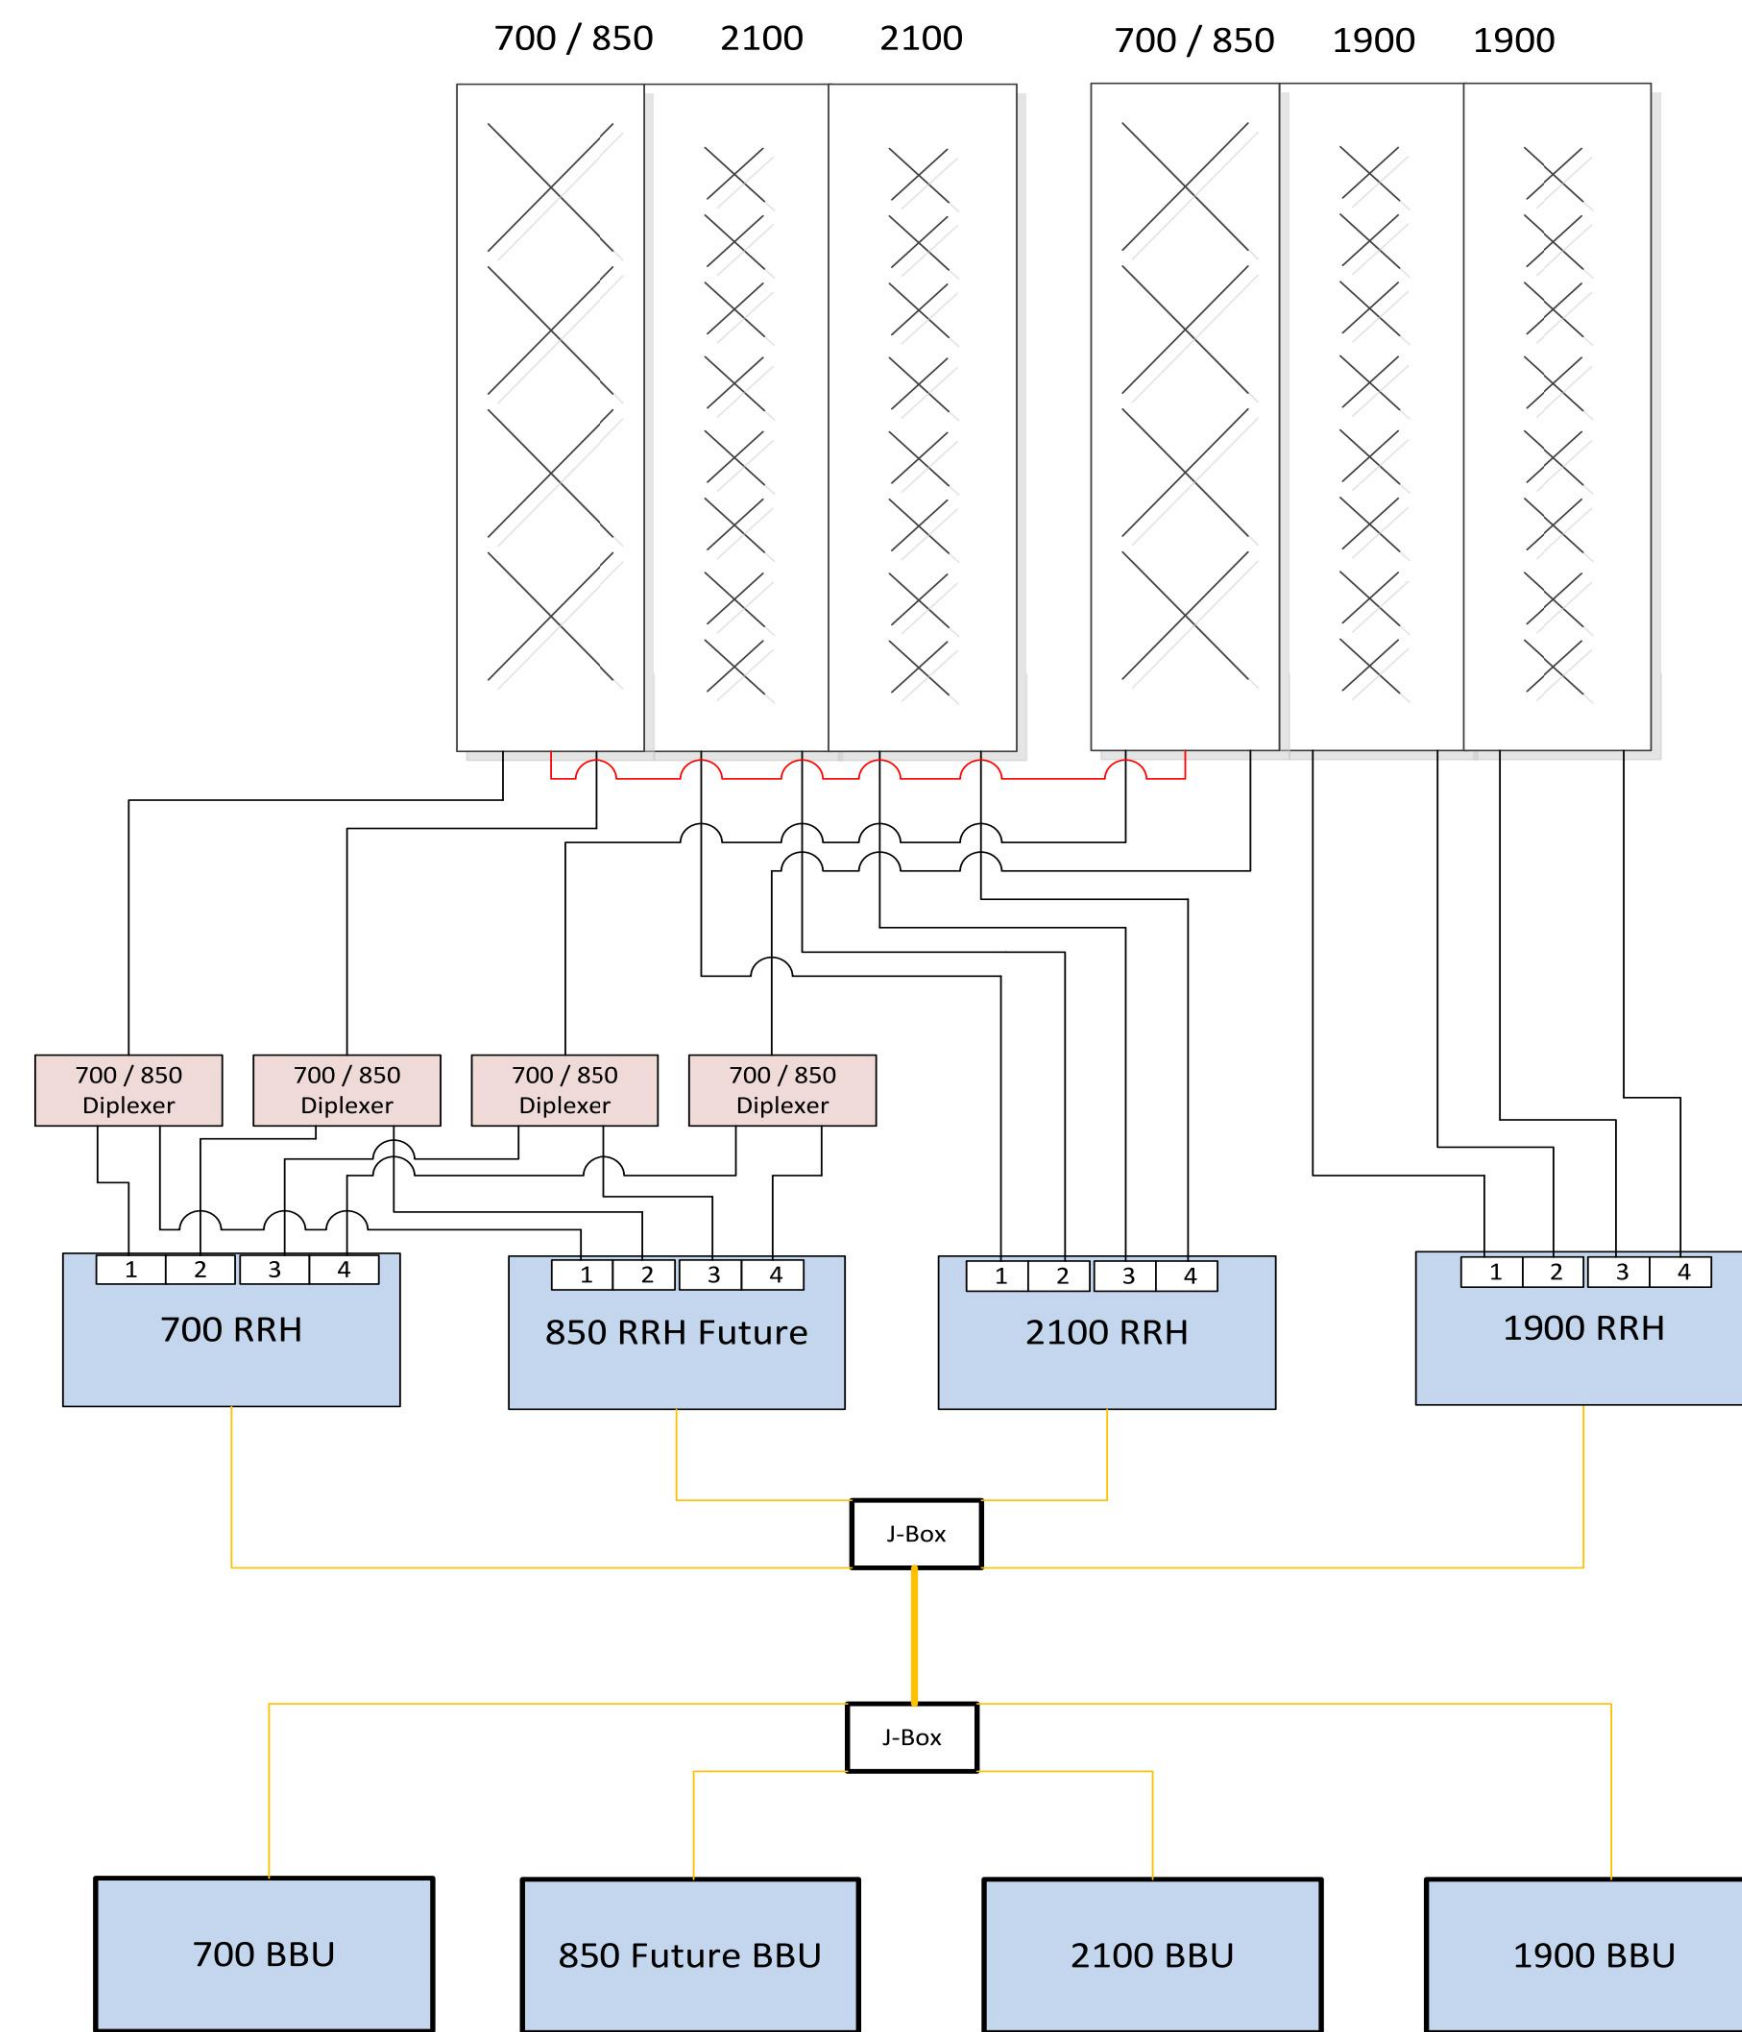 700 / 850 2100 2100 700 / 850 1900 1900
700 / 850 700 / 850 700 / 850 700 / 850
Diplexer Diplexer Diplexer Diplexer
1 2 3 4 1 2 3 4 1 2 3 4 1 2 3 4
700 RRH 850 RRH Future 2100 RRH 1900 RRH
J-Box
J-Box
700 BBU 850 Future BBU 2100 BBU 1900 BBU